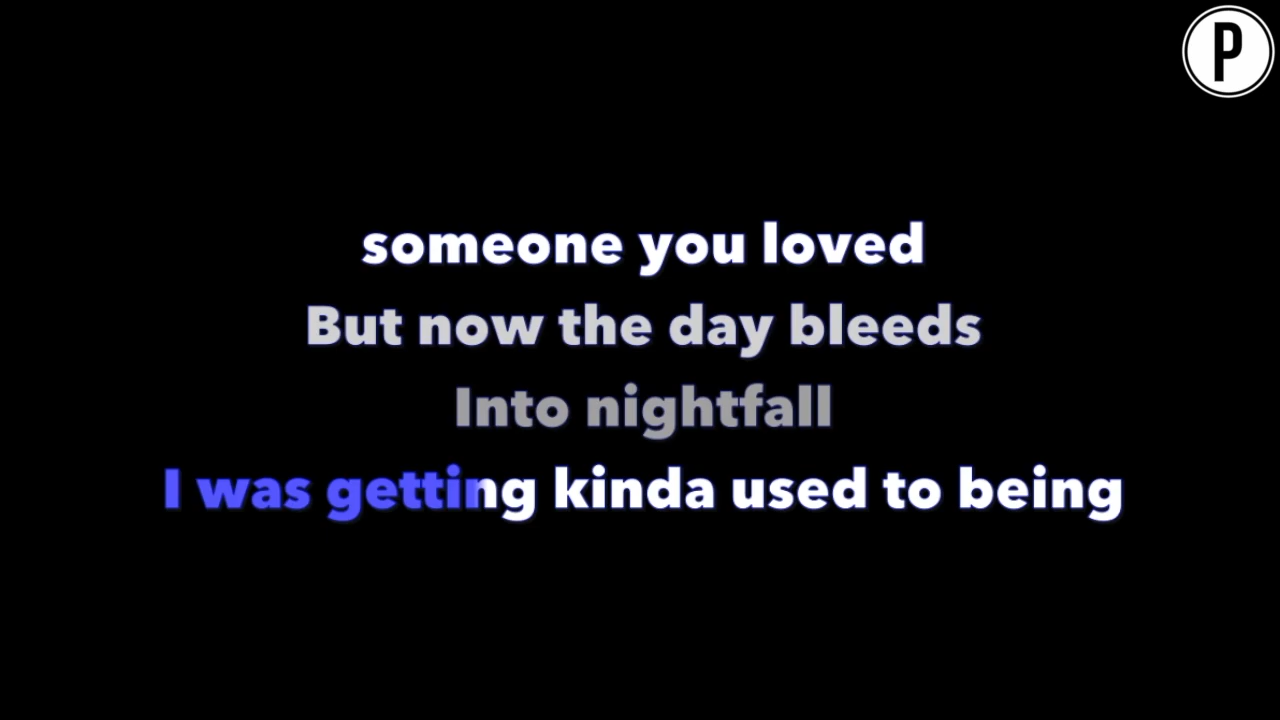 P
someone you loved
But now the day bleeds
Into nightfall
I was getting kinda used to being